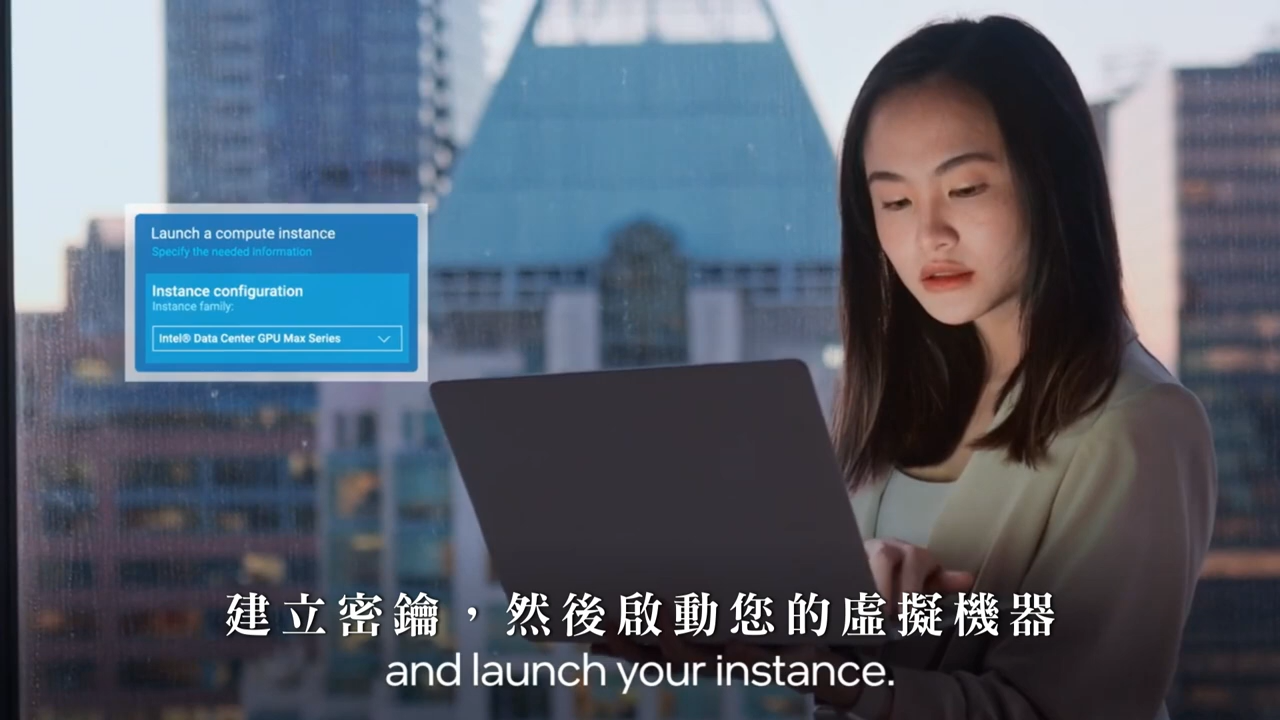 Launch a compute instance
Specify the needed information
Instance configuration
Instance family:
Intel® Data Center GPU Max Series
建立密鑰，然後啟動您的虛擬機器
and launch your instance.